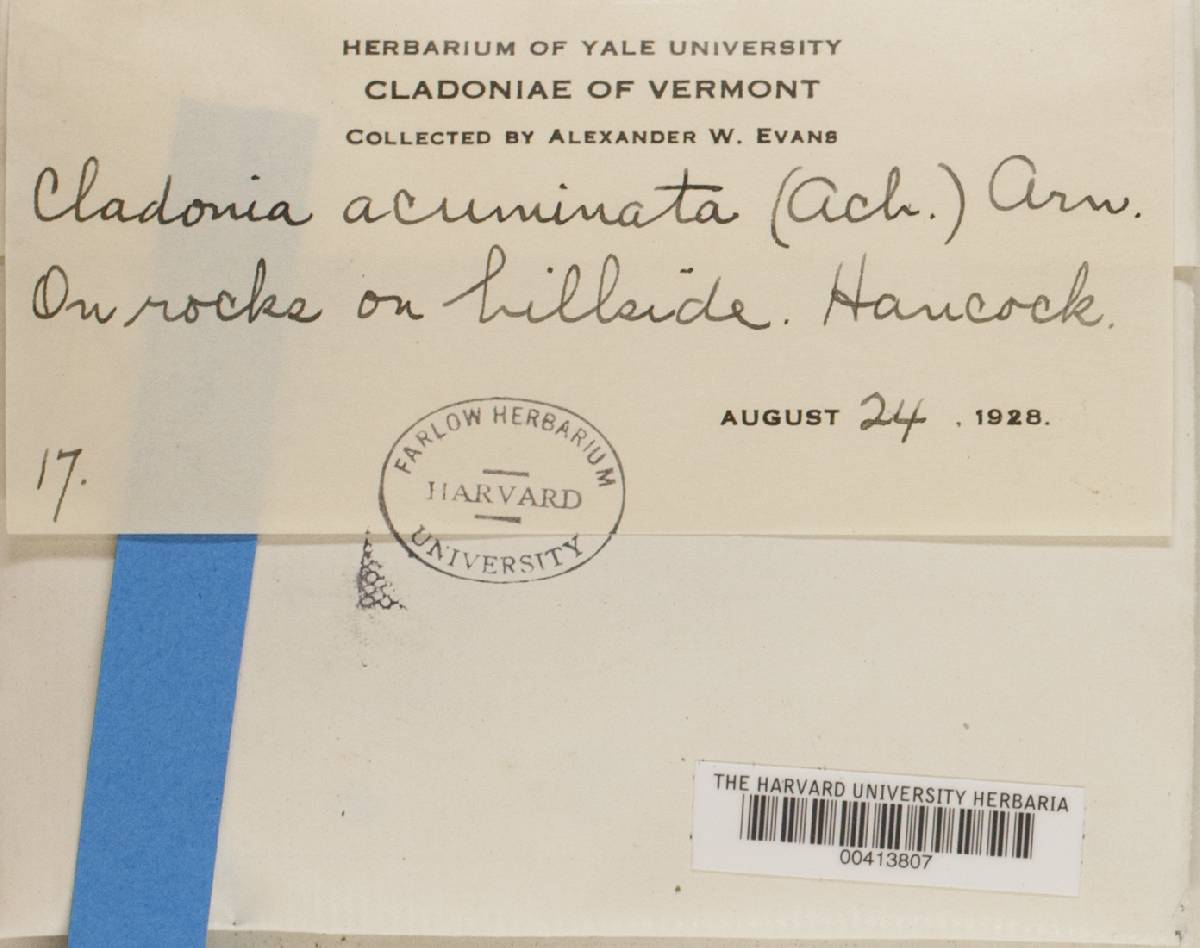 HERBARIUM OF YALE UNIVERSITY
CLADONIAE OF VERMONT
COLLECTED BY ALEXANDER W. EVANS
Cladonia acuminata (Ach.) Arn.
On rocks on hillside. Hancock.
AUGUST 24, 1928.
17.
FARLOW HERBARIUM
HARVARD
UNIVERSITY
THE HARVARD UNIVERSITY HERBARIA
00413807